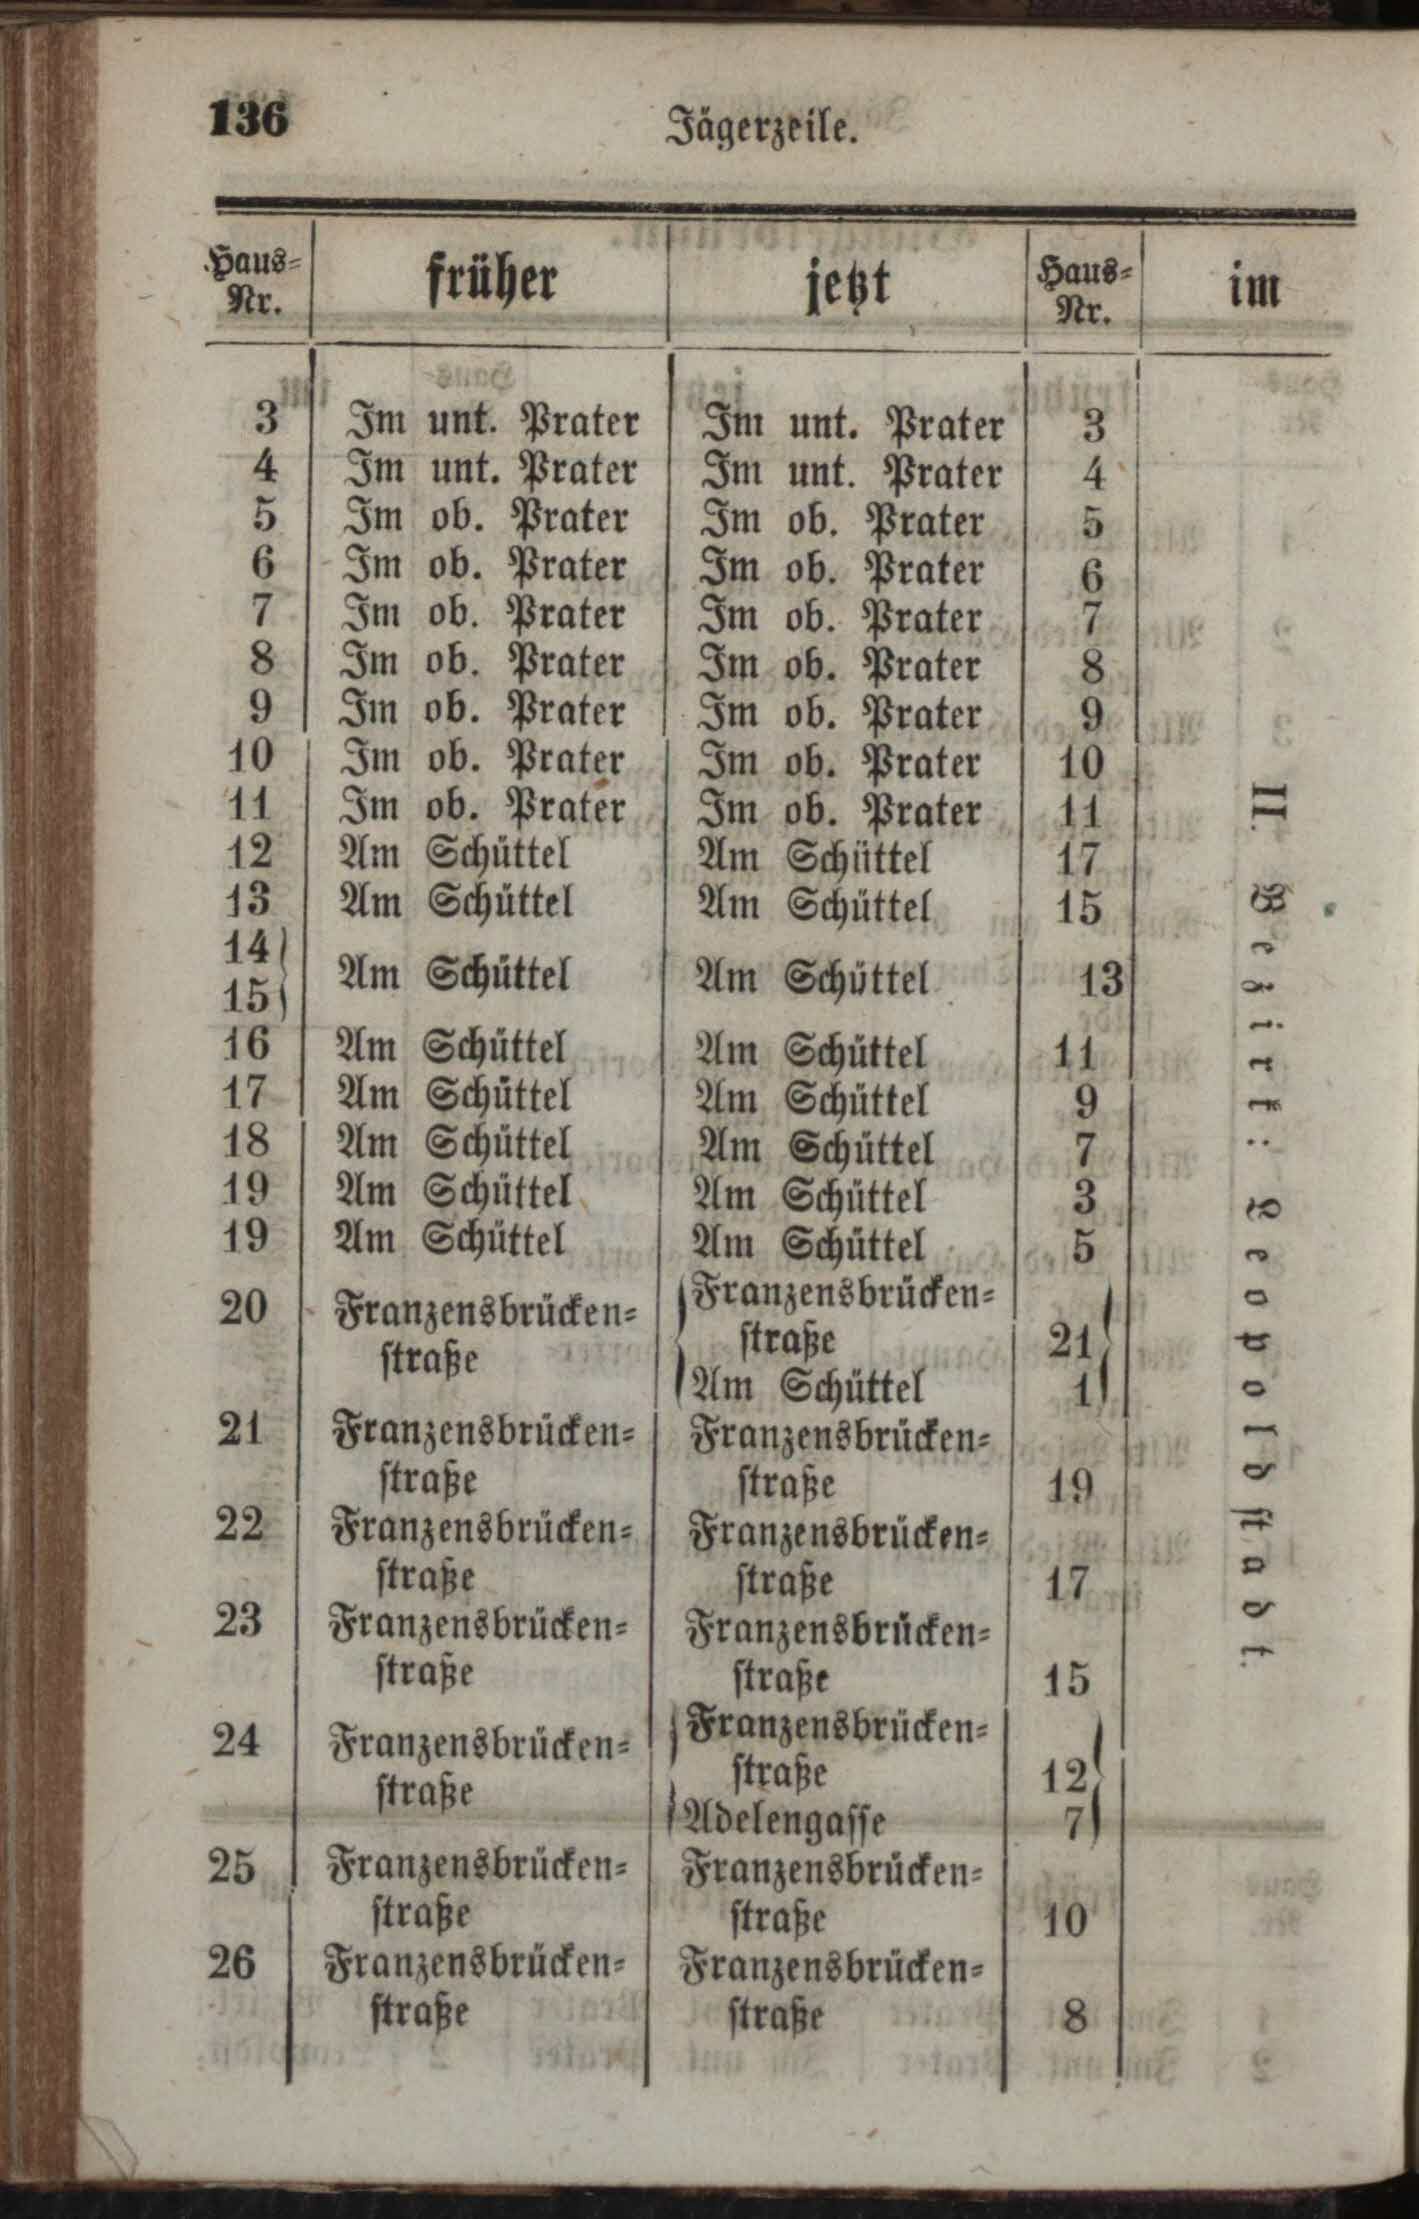 136
Jägerzeile.
Haus-Nr. früher jetzt Haus-Nr. im
3 Im unt. Prater Im unt. Prater 3
4 Im unt. Prater Im unt. Prater 4
5 Im ob. Prater Im ob. Prater 5
6 Im ob. Prater Im ob. Prater 6
7 Im ob. Prater Im ob. Prater 7
8 Im ob. Prater Im ob. Prater 8
9 Im ob. Prater Im ob. Prater 9
10 Im ob. Prater Im ob. Prater 10
11 Im ob. Prater Im ob. Prater 11
12 Am Schüttel Am Schüttel 17
13 Am Schüttel Am Schüttel 15
14
15 Am Schüttel Am Schüttel 13
16 Am Schüttel Am Schüttel 11
17 Am Schüttel Am Schüttel 9
18 Am Schüttel Am Schüttel 7
19 Am Schüttel Am Schüttel 3
19 Am Schüttel Am Schüttel 5
20 Franzensbrücken- Franzensbrücken-
straße straße 21
Am Schüttel 1
21 Franzensbrücken- Franzensbrücken-
straße straße 19
22 Franzensbrücken- Franzensbrücken-
straße straße 17
23 Franzensbrücken- Franzensbrücken-
straße straße 15
24 Franzensbrücken- Franzensbrücken-
straße straße 12
Adelengasse 7
25 Franzensbrücken- Franzensbrücken-
straße straße 10
26 Franzensbrücken- Franzensbrücken-
straße straße 8
II. Bezirk: Leopoldstadt.